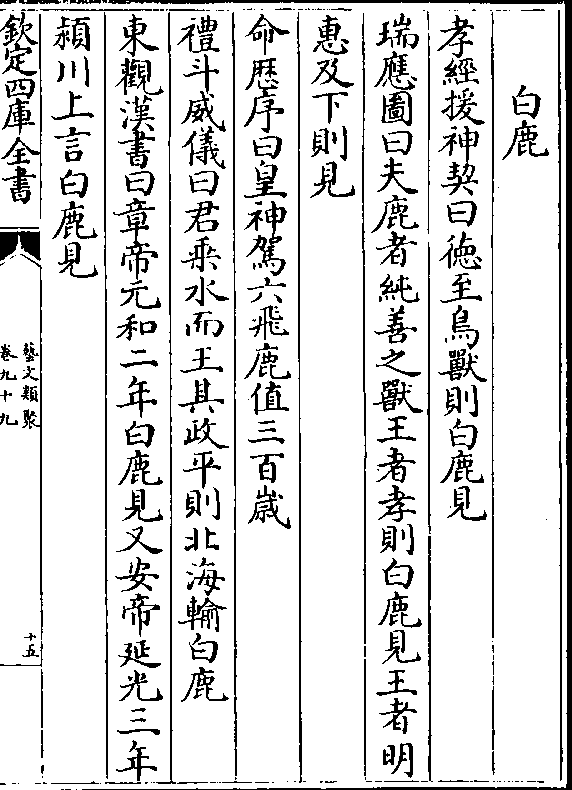 白鹿
孝經援神契曰徳至鳥獸則白鹿見
瑞應圖曰夫鹿者純善之獸王者孝則白鹿見王者明
惠及下則見
命歴序曰皇神駕六飛鹿值三百歳
禮斗威儀曰君乗水而王其政平則北海輸白鹿
東觀漢書曰章帝元和二年白鹿見又安帝延光三年
潁川上言白鹿見
欽定四庫全書
藝文類聚
卷九十九
十五